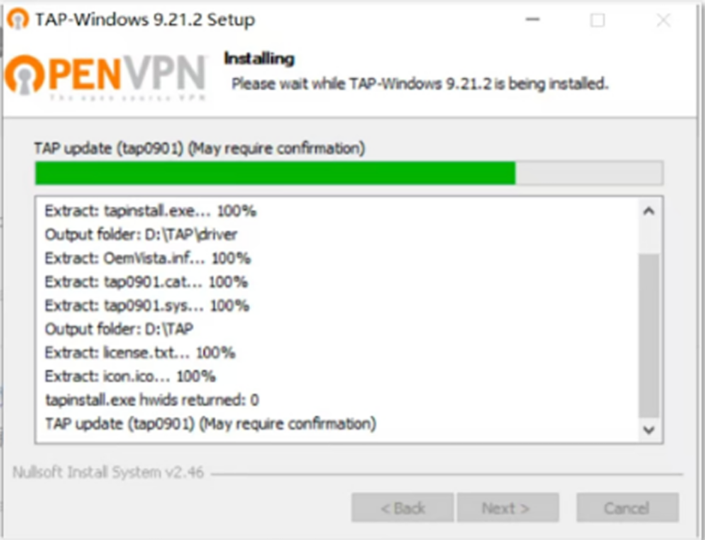 TAP-Windows 9.21.2 Setup
OPENVPN
The open source VPN
Installing
Please wait while TAP-Windows 9.21.2 is being installed.
TAP update (tap0901) (May require confirmation)
Extract: tapinstall.exe... 100%
Output folder: D:\TAP\driver
Extract: OemVista.inf... 100%
Extract: tap0901.cat... 100%
Extract: tap0901.sys... 100%
Output folder: D:\TAP
Extract: license.txt... 100%
Extract: icon.ico... 100%
tapinstall.exe hwids returned: 0
TAP update (tap0901) (May require confirmation)
Nullsoft Install System v2.46
< Back
Next >
Cancel